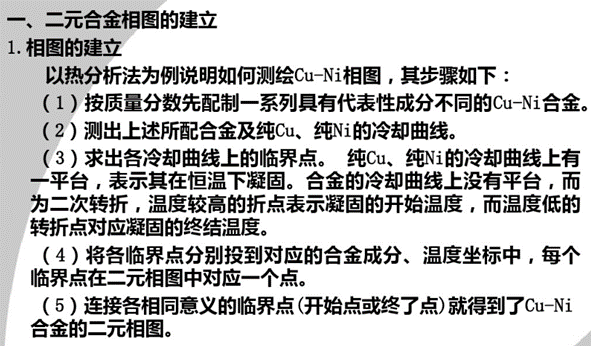 一、二元合金相图的建立
1.相图的建立
以热分析法为例说明如何测绘Cu-Ni相图，其步骤如下：
（1）按质量分数先配制一系列具有代表性成分不同的Cu-Ni合金。
（2）测出上述所配合金及纯Cu、纯Ni的冷却曲线。
（3）求出各冷却曲线上的临界点。 纯Cu、纯Ni的冷却曲线上有
一平台，表示其在恒温下凝固。合金的冷却曲线上没有平台，而
为二次转折，温度较高的折点表示凝固的开始温度，而温度低的
转折点对应凝固的终结温度。
（4）将各临界点分别投到对应的合金成分、温度坐标中，每个
临界点在二元相图中对应一个点。
（5）连接各相同意义的临界点(开始点或终了点)就得到了Cu-Ni
合金的二元相图。